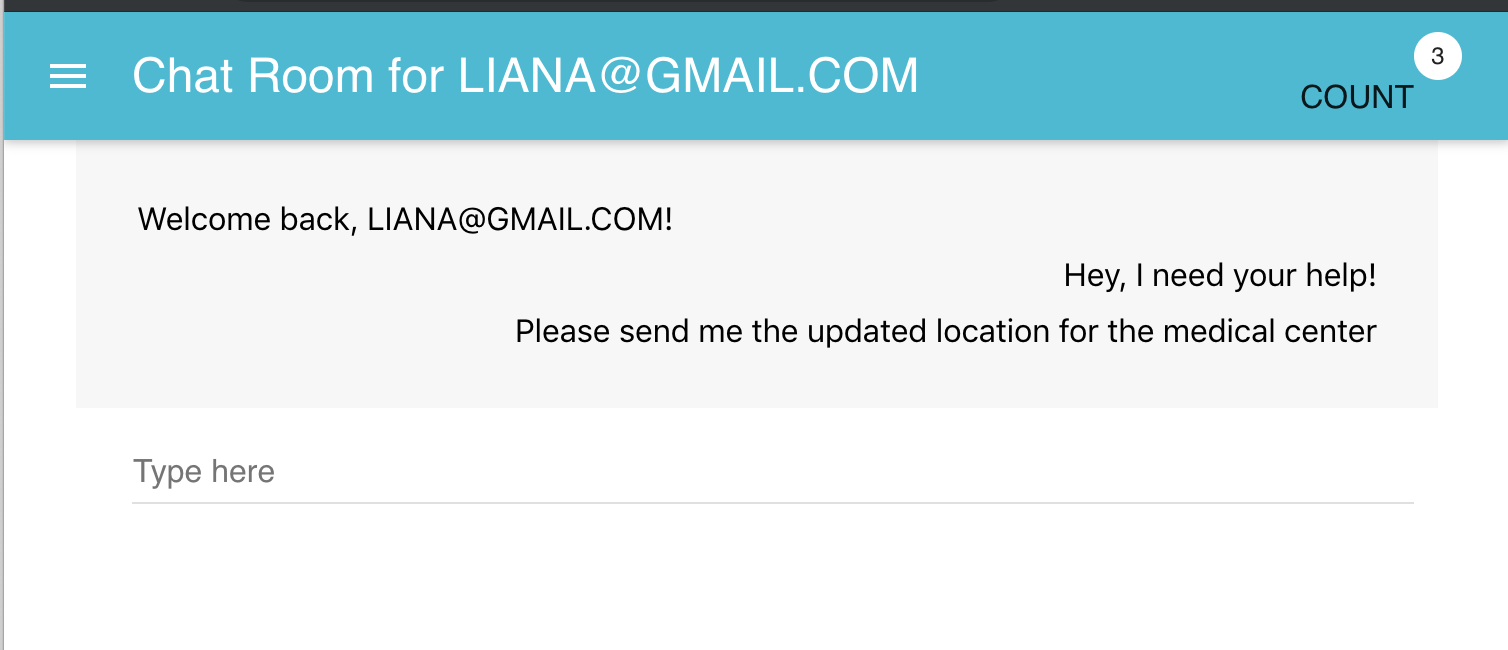 Chat Room for LIANA@GMAIL.COM
COUNT
3
Welcome back, LIANA@GMAIL.COM!
Hey, I need your help!
Please send me the updated location for the medical center
Type here